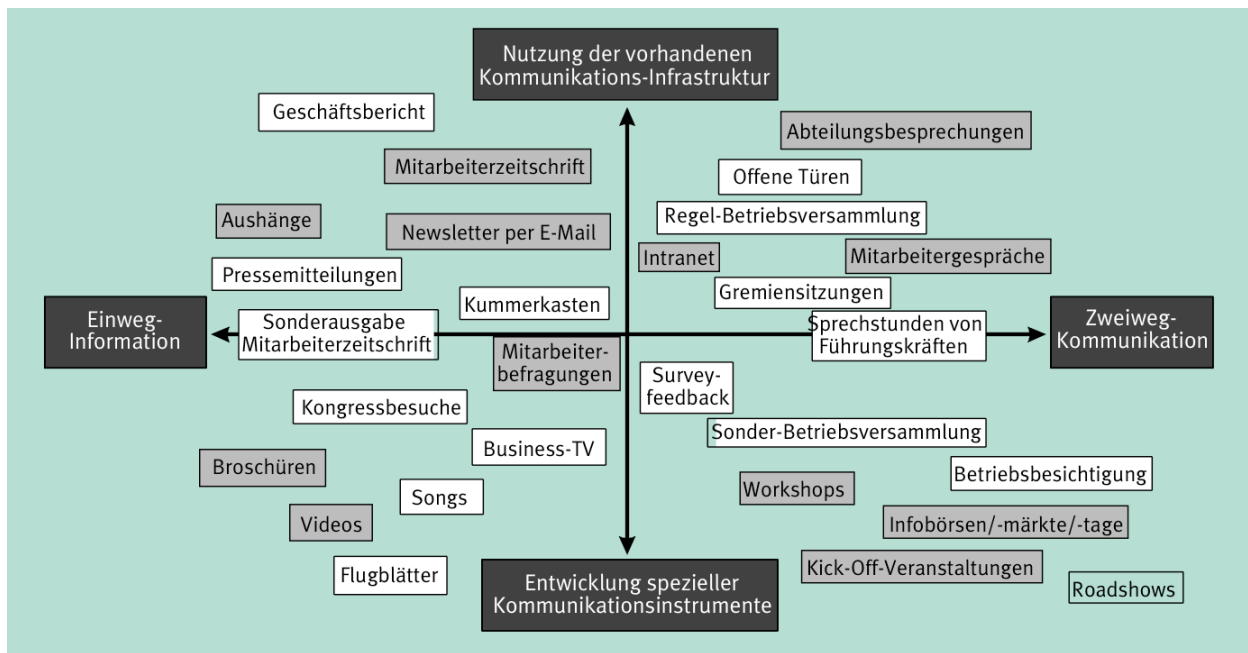 Nutzung der vorhandenen
Kommunikations-Infrastruktur
Geschäftsbericht
Abteilungsbesprechungen
Mitarbeiterzeitschrift
Offene Türen
Aushänge
Regel-Betriebsversammlung
Newsletter per E-Mail
Intranet
Mitarbeitergespräche
Pressemitteilungen
Gremiensitzungen
Kummerkasten
Einweg-
Information
Sonderausgabe
Mitarbeiterzeitschrift
Sprechstunden von
Führungskräften
Zweiweg-
Kommunikation
Mitarbeiter-
befragungen
Survey-
feedback
Kongressbesuche
Sonder-Betriebsversammlung
Business-TV
Broschüren
Betriebsbesichtigung
Workshops
Songs
Videos
Infobörsen/-märkte/-tage
Flugblätter
Kick-Off-Veranstaltungen
Roadshows
Entwicklung spezieller
Kommunikationsinstrumente